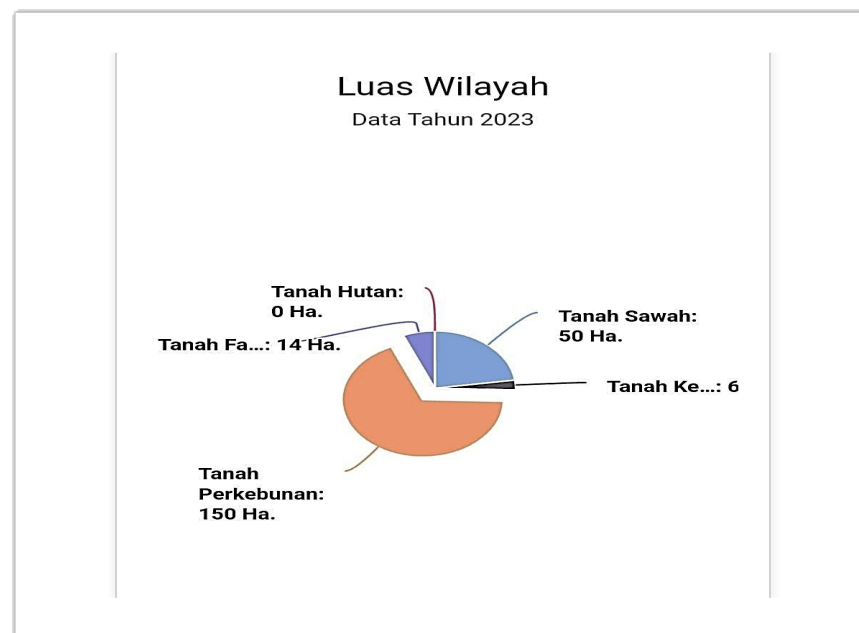 Luas Wilayah
Data Tahun 2023
Tanah Hutan:
0 Ha.
Tanah Sawah:
50 Ha.
Tanah Fa...: 14 Ha.
Tanah Ke...: 6
Tanah
Perkebunan:
150 Ha.